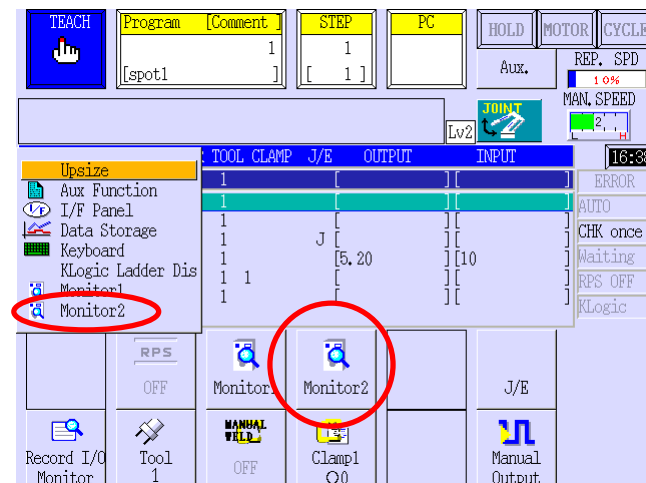 TEACH
Program [Comment ]
1
[spot1 ]
STEP
1
[ 1 ]
PC
HOLD
MOTOR
CYCLE
Aux.
REP. SPD
10%
MAN. SPEED
2
L H
Lv2
JOINT
TOOL CLAMP J/E OUTPUT INPUT
16:38
1 [ ] [ ]
1 [ ] [ ]
1 [ ] [ ]
1 J [ ] [ ]
1 [5.20 ] [10 ]
1 1 [ ] [ ]
1 [ ] [ ]
Upsize
Aux Function
I/F Panel
Data Storage
Keyboard
KLogic Ladder Dis
Monitor1
Monitor2
ERROR
AUTO
CHK once
Waiting
RPS OFF
KLogic
RPS
OFF
Monitor1
Monitor2
J/E
Record I/O
Monitor
Tool
1
MANUAL
WELD
OFF
Clamp1
Manual
Output